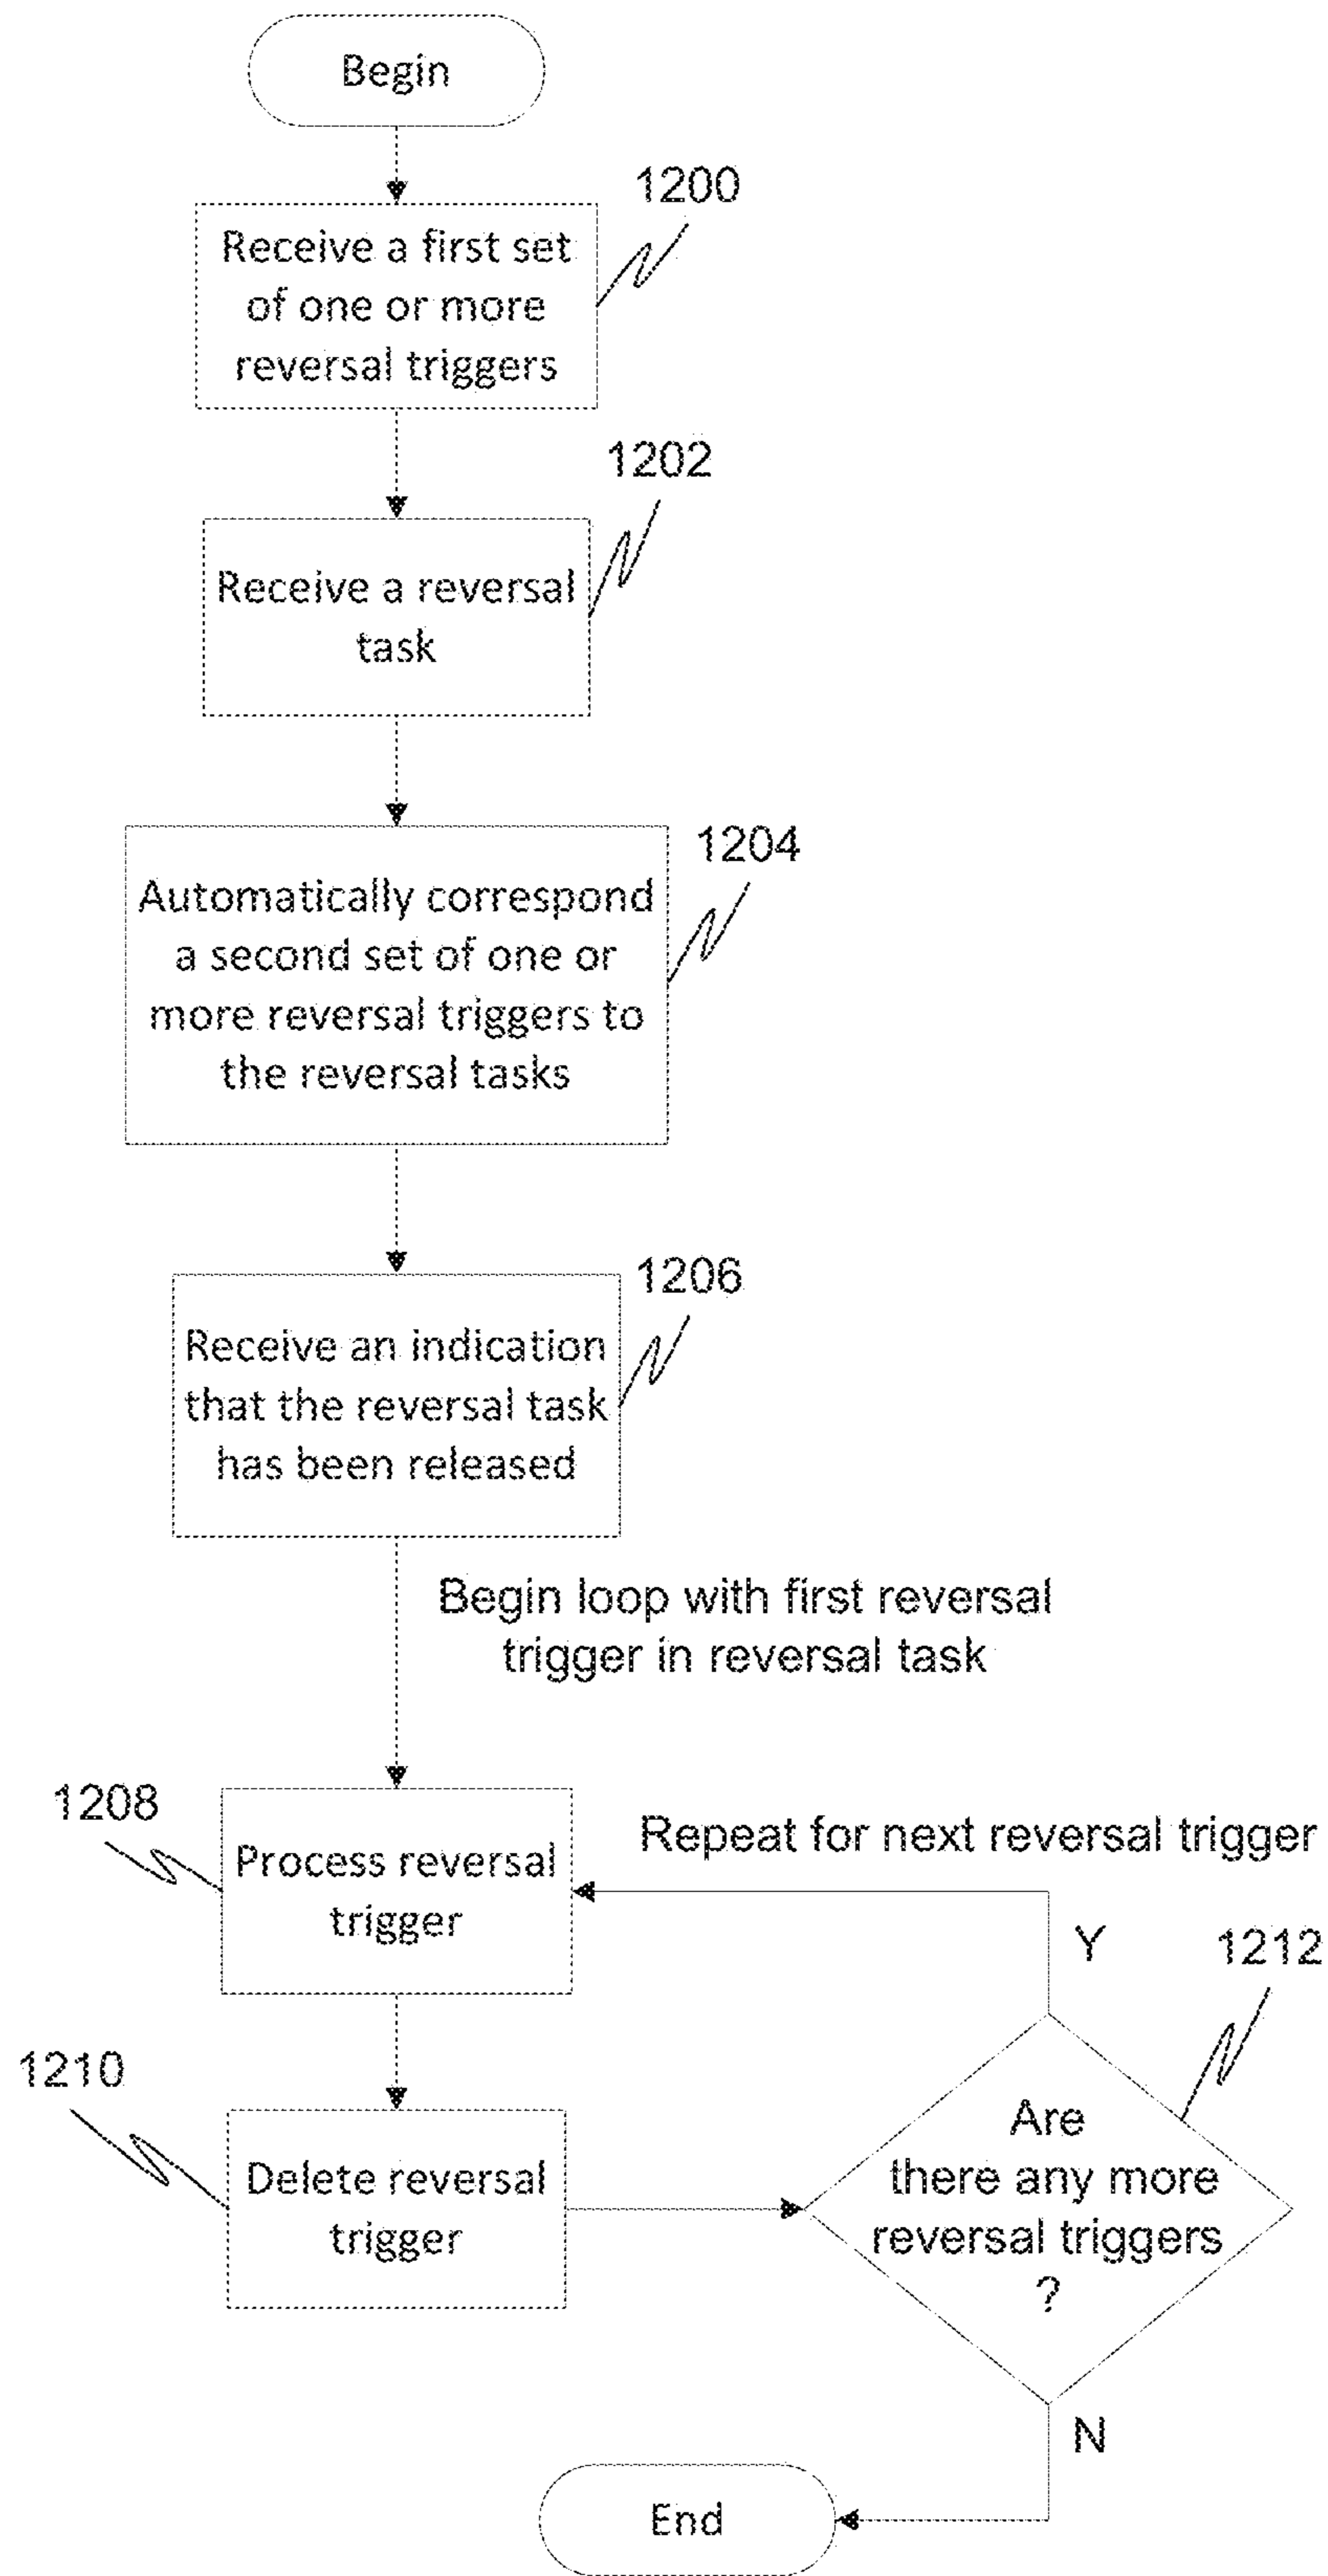 Begin
1200
Receive a first set
of one or more
reversal triggers
1202
Receive a reversal
task
1204
Automatically correspond
a second set of one or
more reversal triggers to
the reversal tasks
1206
Receive an indication
that the reversal task
has been released
Begin loop with first reversal
trigger in reversal task
1208
Process reversal
trigger
Repeat for next reversal trigger
Y
1212
1210
Delete reversal
trigger
Are
there any more
reversal triggers
?
N
End